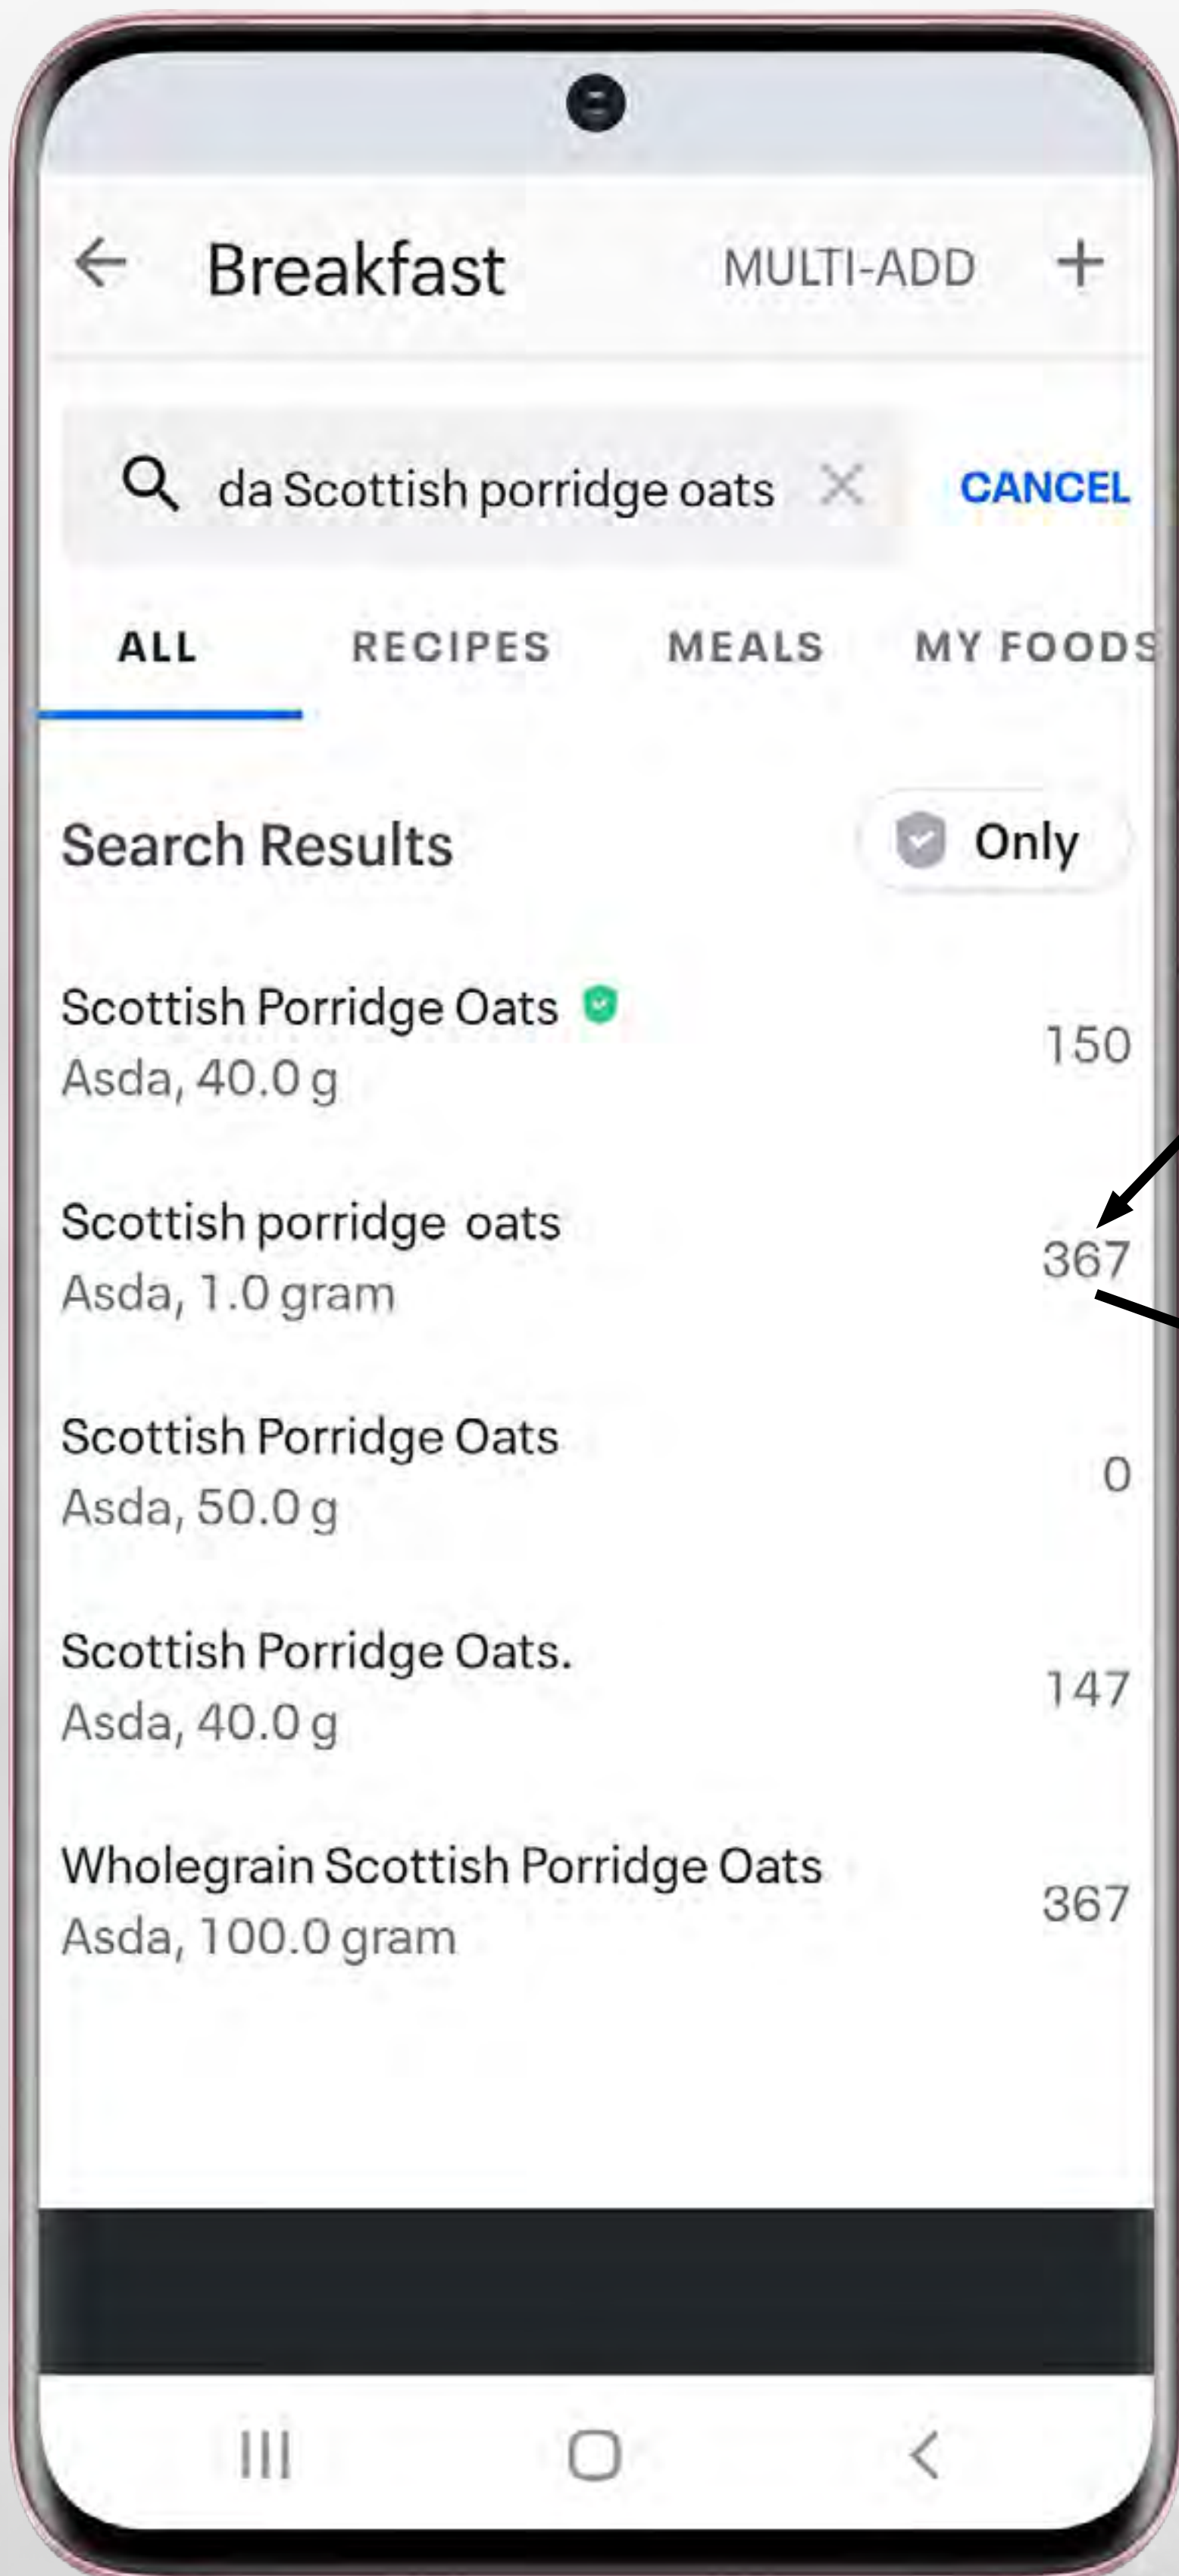 Breakfast MULTI-ADD +
da Scottish porridge oats CANCEL
ALL RECIPES MEALS MY FOODS
Search Results Only
Scottish Porridge Oats
Asda, 40.0 g
150
Scottish porridge oats
Asda, 1.0 gram
367
Scottish Porridge Oats
Asda, 50.0 g
0
Scottish Porridge Oats.
Asda, 40.0 g
147
Wholegrain Scottish Porridge Oats
Asda, 100.0 gram
367